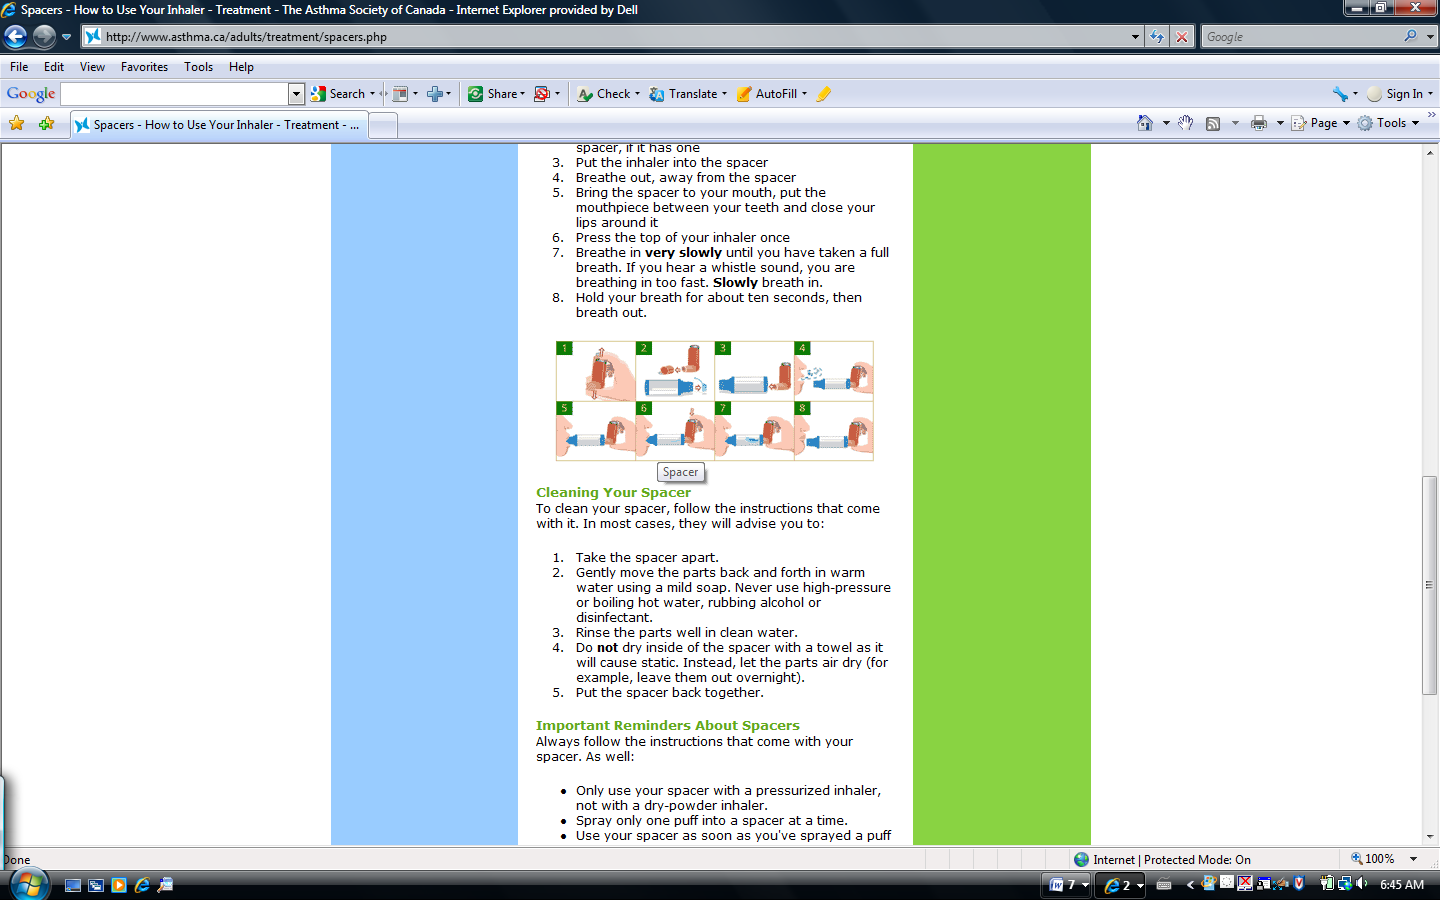 Spacers - How to Use Your Inhaler - Treatment - The Asthma Society of Canada - Internet Explorer provided by Dell
http://www.asthma.ca/adults/treatment/spacers.php
Google
File Edit View Favorites Tools Help
Google Search Share Check Translate AutoFill Sign In
Spacers - How to Use Your Inhaler - Treatment - ...
Page Tools
spacer, if it has one
3. Put the inhaler into the spacer
4. Breathe out, away from the spacer
5. Bring the spacer to your mouth, put the
mouthpiece between your teeth and close your
lips around it
6. Press the top of your inhaler once
7. Breathe in very slowly until you have taken a full
breath. If you hear a whistle sound, you are
breathing in too fast. Slowly breath in.
8. Hold your breath for about ten seconds, then
breath out.
1 2 3 4
5 6 7 8
Spacer
Cleaning Your Spacer
To clean your spacer, follow the instructions that come
with it. In most cases, they will advise you to:
1. Take the spacer apart.
2. Gently move the parts back and forth in warm
water using a mild soap. Never use high-pressure
or boiling hot water, rubbing alcohol or
disinfectant.
3. Rinse the parts well in clean water.
4. Do not dry inside of the spacer with a towel as it
will cause static. Instead, let the parts air dry (for
example, leave them out overnight).
5. Put the spacer back together.
Important Reminders About Spacers
Always follow the instructions that come with your
spacer. As well:
• Only use your spacer with a pressurized inhaler,
not with a dry-powder inhaler.
• Spray only one puff into a spacer at a time.
• Use your spacer as soon as you've sprayed a puff
Done
Internet | Protected Mode: On
100%
7 2 6:45 AM